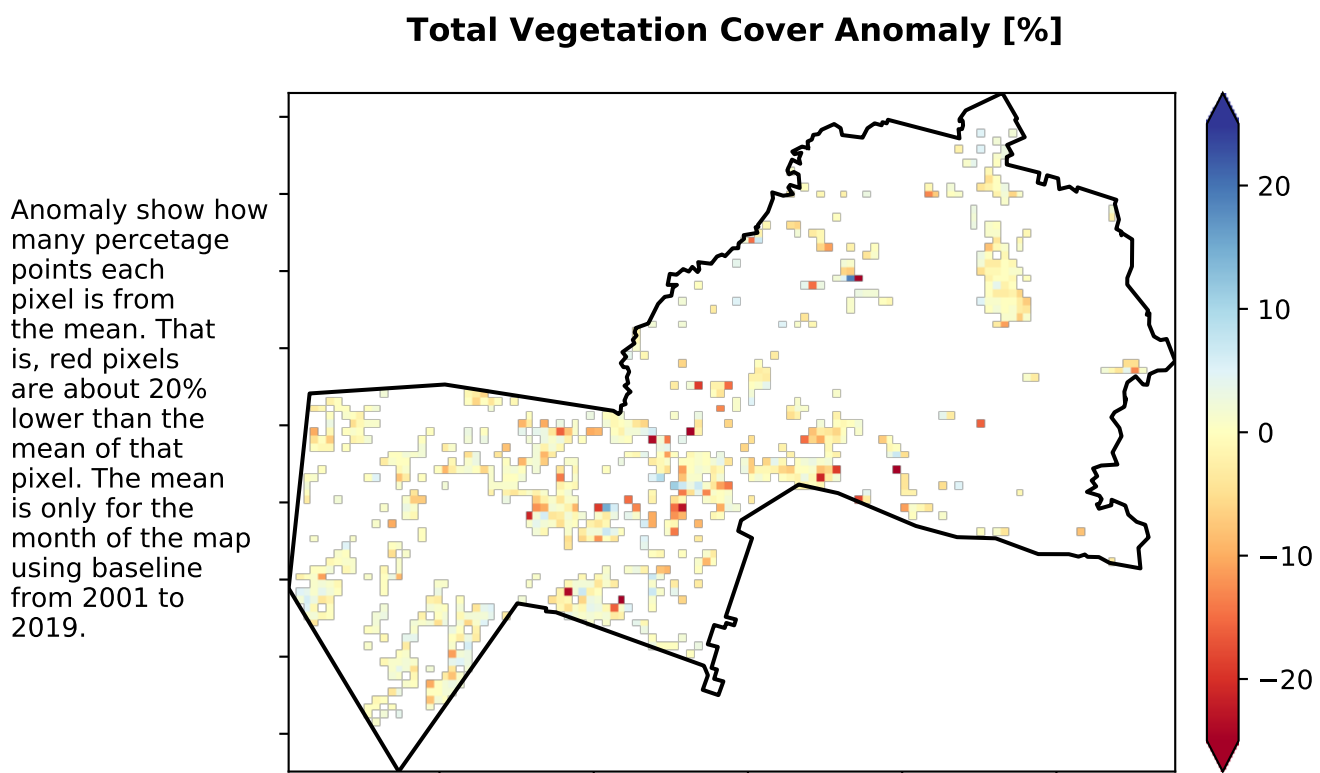 Total Vegetation Cover Anomaly [%]
Anomaly show how
many percetage
points each
pixel is from
the mean. That
is, red pixels
are about 20%
lower than the
mean of that
pixel. The mean
is only for the
month of the map
using baseline
from 2001 to
2019.
20
10
0
−10
−20